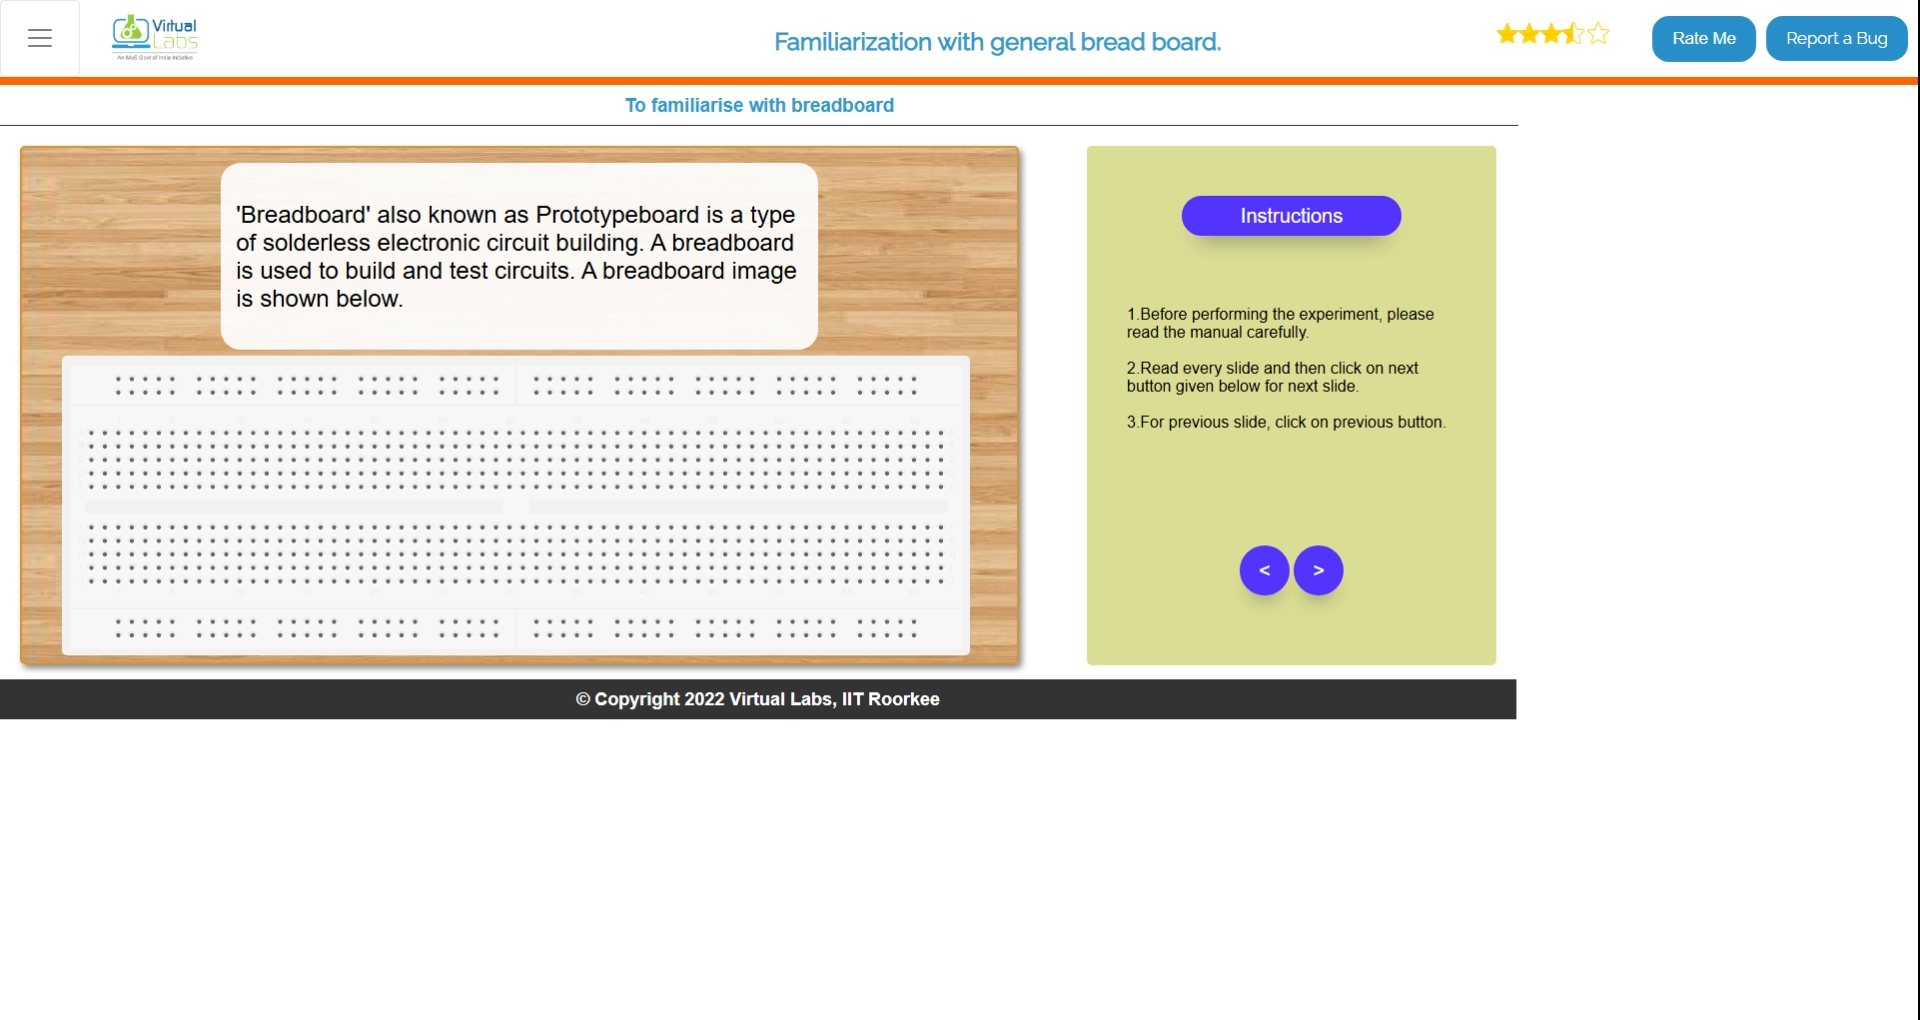 Virtual
Labs
An MoE Govt of India Initiative
Familiarization with general bread board.
Rate Me
Report a Bug
To familiarise with breadboard
'Breadboard' also known as Prototypeboard is a type
of solderless electronic circuit building. A breadboard
is used to build and test circuits. A breadboard image
is shown below.
Instructions
1.Before performing the experiment, please
read the manual carefully.
2.Read every slide and then click on next
button given below for next slide.
3.For previous slide, click on previous button.
< >
© Copyright 2022 Virtual Labs, IIT Roorkee